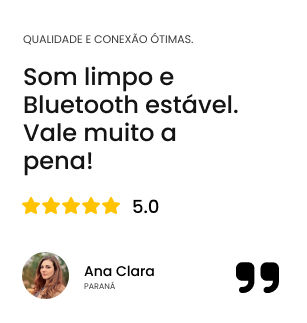 QUALIDADE E CONEXÃO ÓTIMAS.
Som limpo e
Bluetooth estável.
Vale muito a
pena!
5.0
Ana Clara
PARANÁ